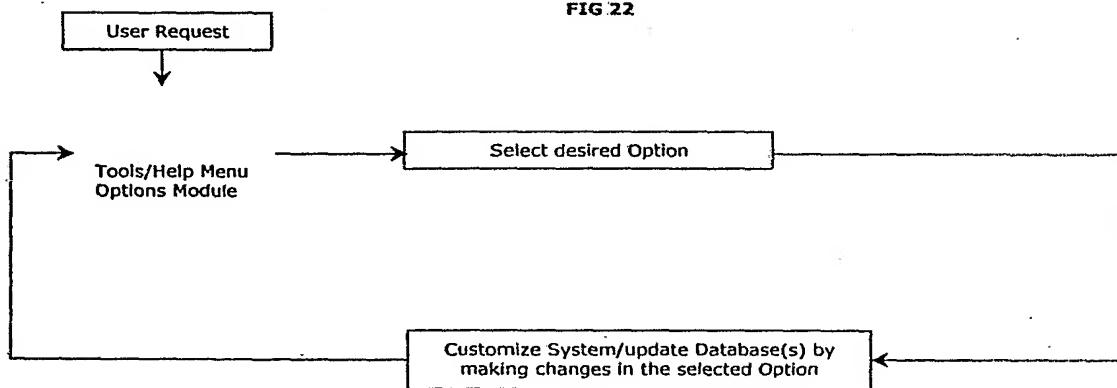 FIG 22
User Request
Tools/Help Menu
Options Module
Select desired Option
Customize System/update Database(s) by
making changes in the selected Option